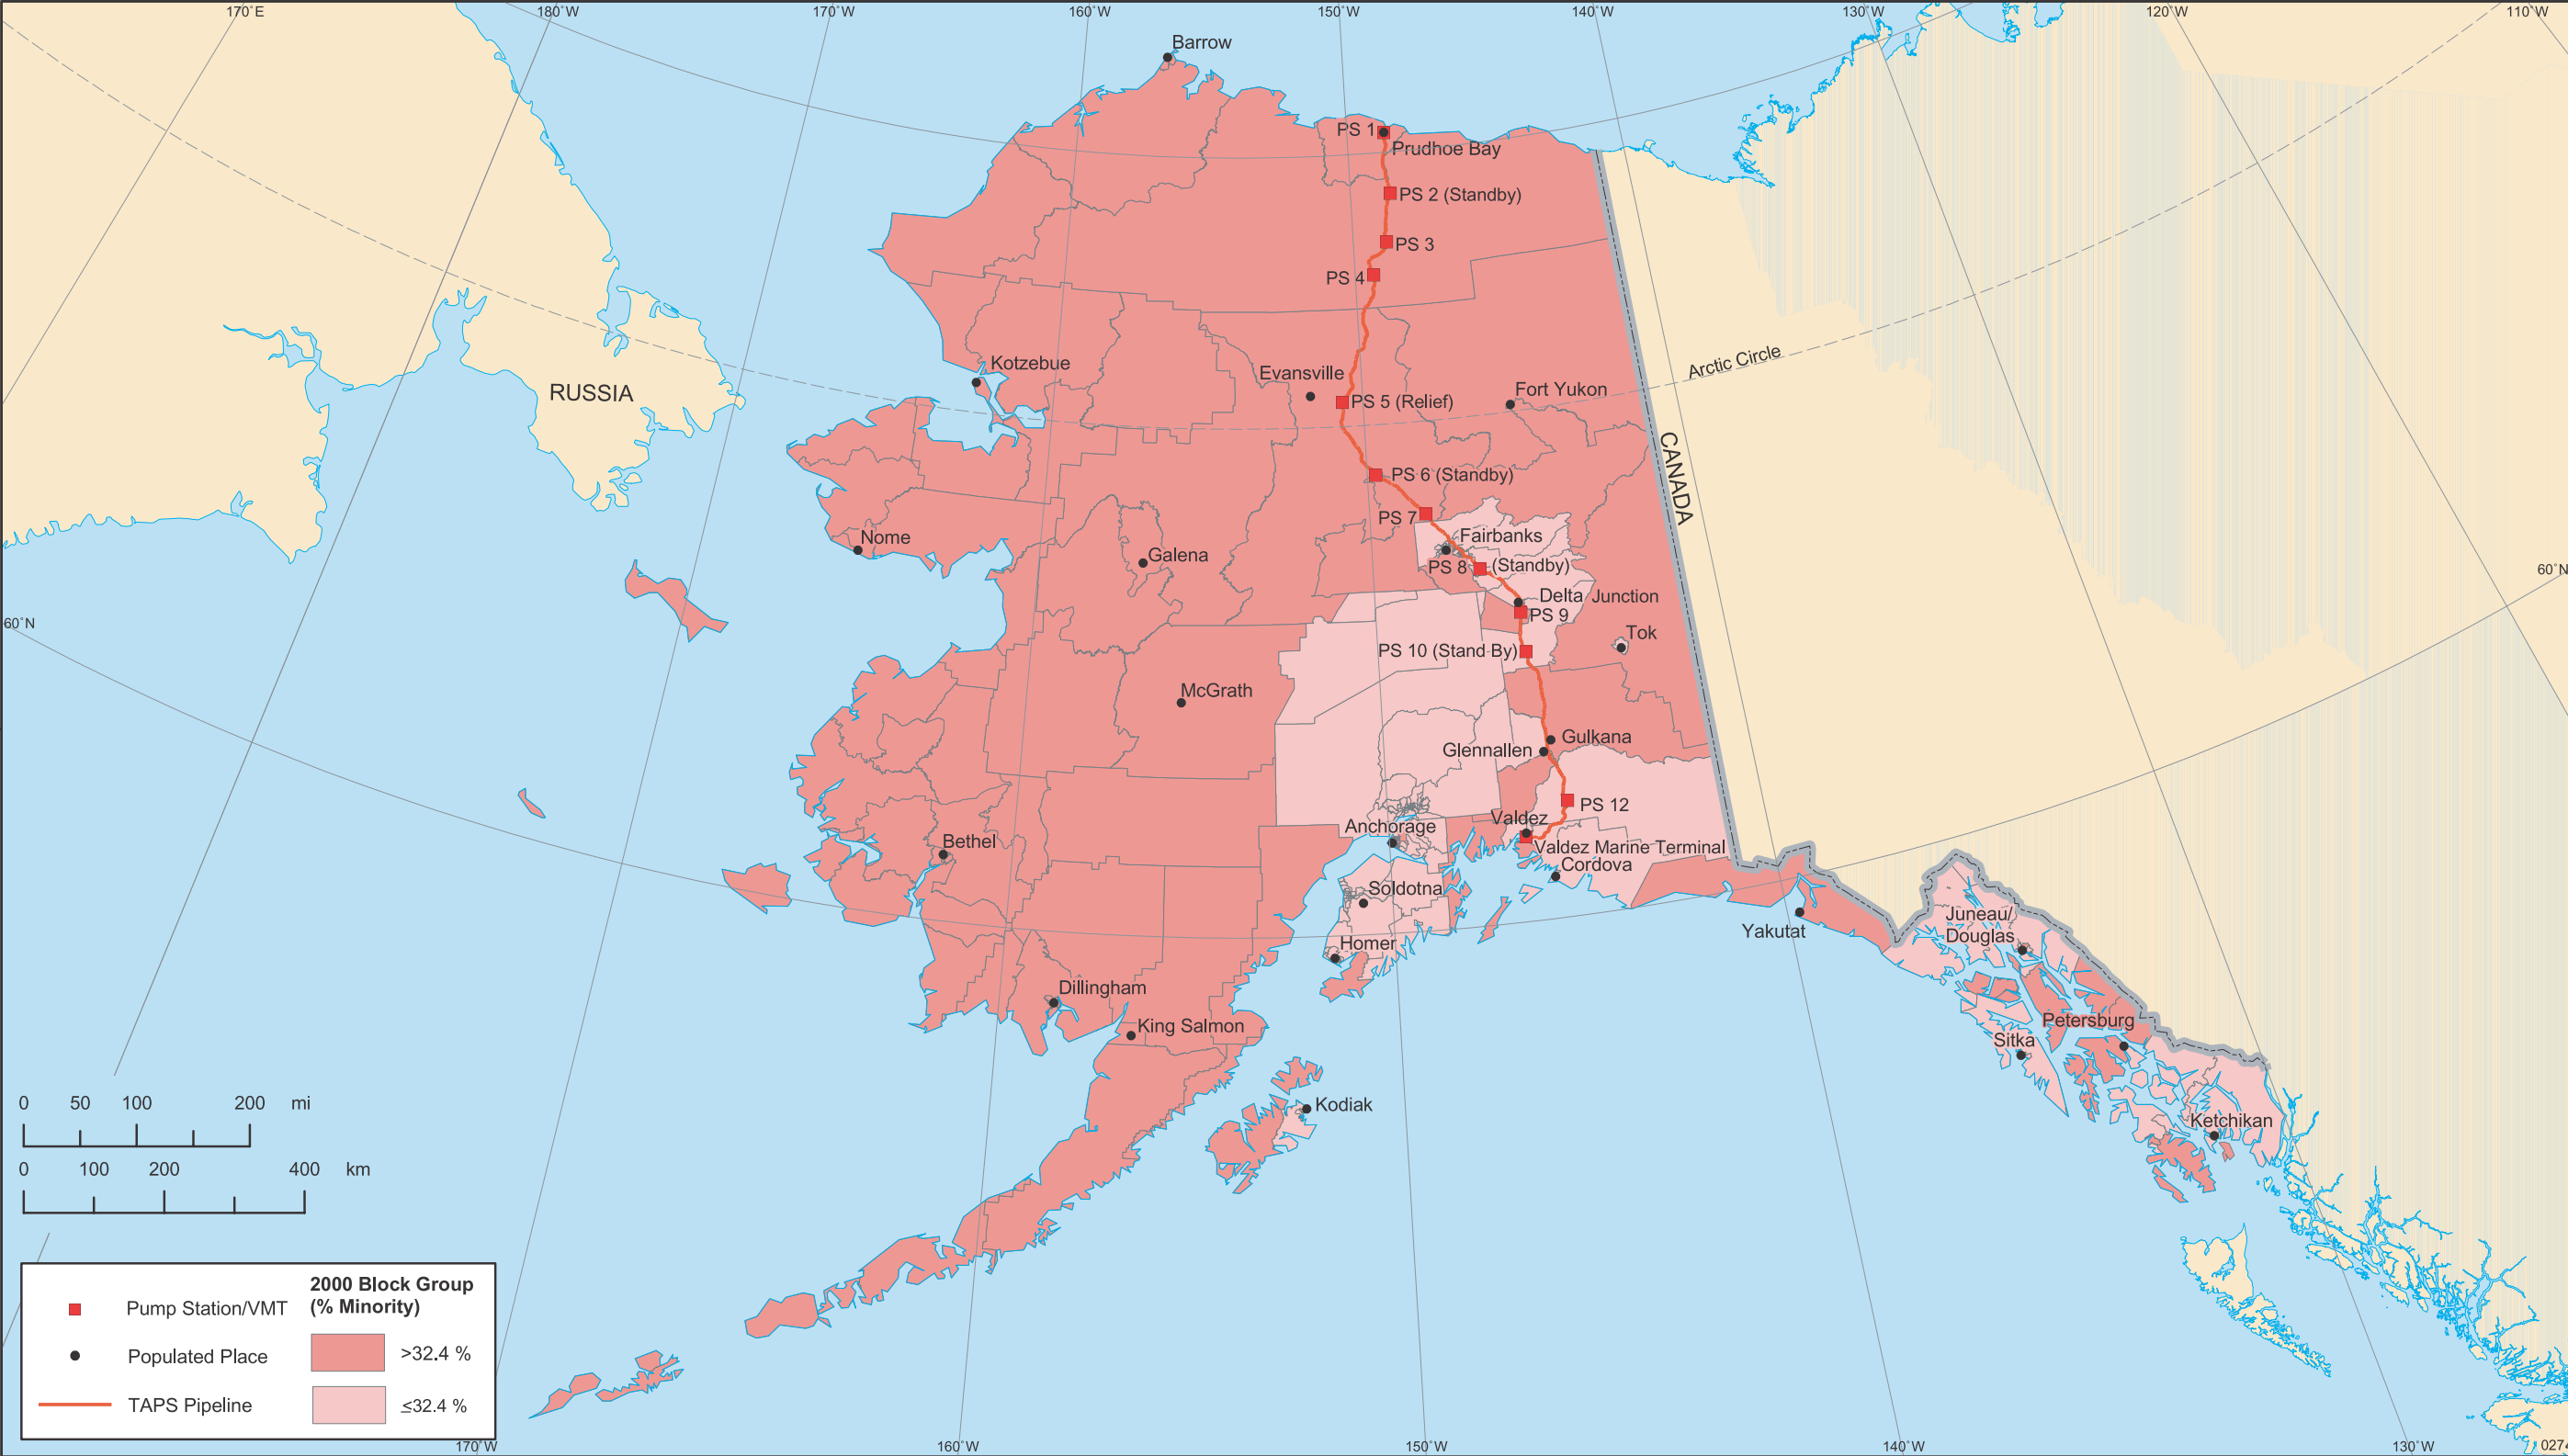 170°E
180°W
170°W
160°W
150°W
140°W
130°W
120°W
110°W
Barrow
PS 1
Prudhoe Bay
PS 2 (Standby)
PS 3
PS 4
Arctic Circle
Kotzebue
Evansville
RUSSIA
Fort Yukon
PS 5 (Relief)
CANADA
PS 6 (Standby)
PS 7
Nome
Fairbanks
Galena
PS 8 (Standby)
60°N
Delta Junction
PS 9
60°N
Tok
PS 10 (Stand By)
McGrath
Gulkana
Glennallen
PS 12
Valdez
Anchorage
Bethel
Valdez Marine Terminal
Cordova
Soldotna
Juneau/
Douglas
Yakutat
Homer
Dillingham
Petersburg
King Salmon
Sitka
Kodiak
Ketchikan
0 50 100 200 mi
0 100 200 400 km
2000 Block Group
(% Minority)
Pump Station/VMT
Populated Place
TAPS Pipeline
>32.4 %
≤32.4 %
170°W
160°W
150°W
140°W
130°W
027.